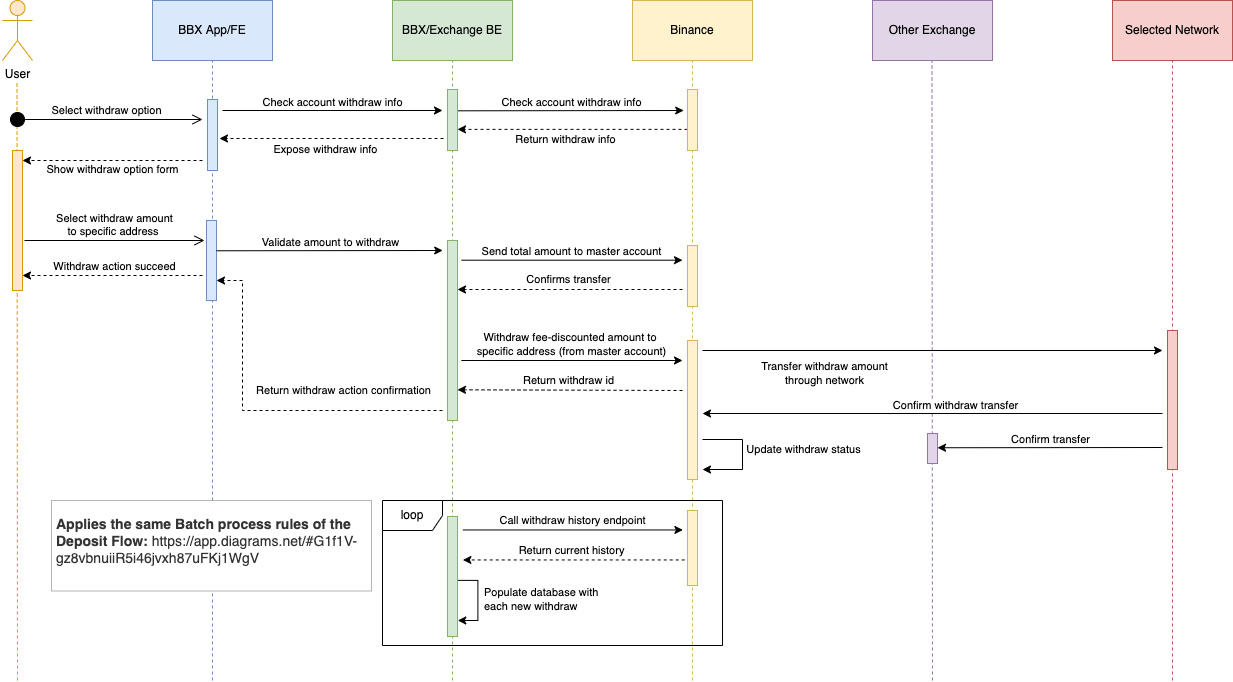 User
BBX App/FE
BBX/Exchange BE
Binance
Other Exchange
Selected Network
Select withdraw option
Check account withdraw info
Check account withdraw info
Return withdraw info
Expose withdraw info
Show withdraw option form
Select withdraw amount
to specific address
Validate amount to withdraw
Send total amount to master account
Withdraw action succeed
Confirms transfer
Withdraw fee-discounted amount to
specific address (from master account)
Transfer withdraw amount
through network
Return withdraw id
Return withdraw action confirmation
Confirm withdraw transfer
Confirm transfer
Update withdraw status
Applies the same Batch process rules of the
Deposit Flow: https://app.diagrams.net/#G1f1V-
gz8vbnuiiR5i46jvxh87uFKj1WgV
loop
Call withdraw history endpoint
Return current history
Populate database with
each new withdraw